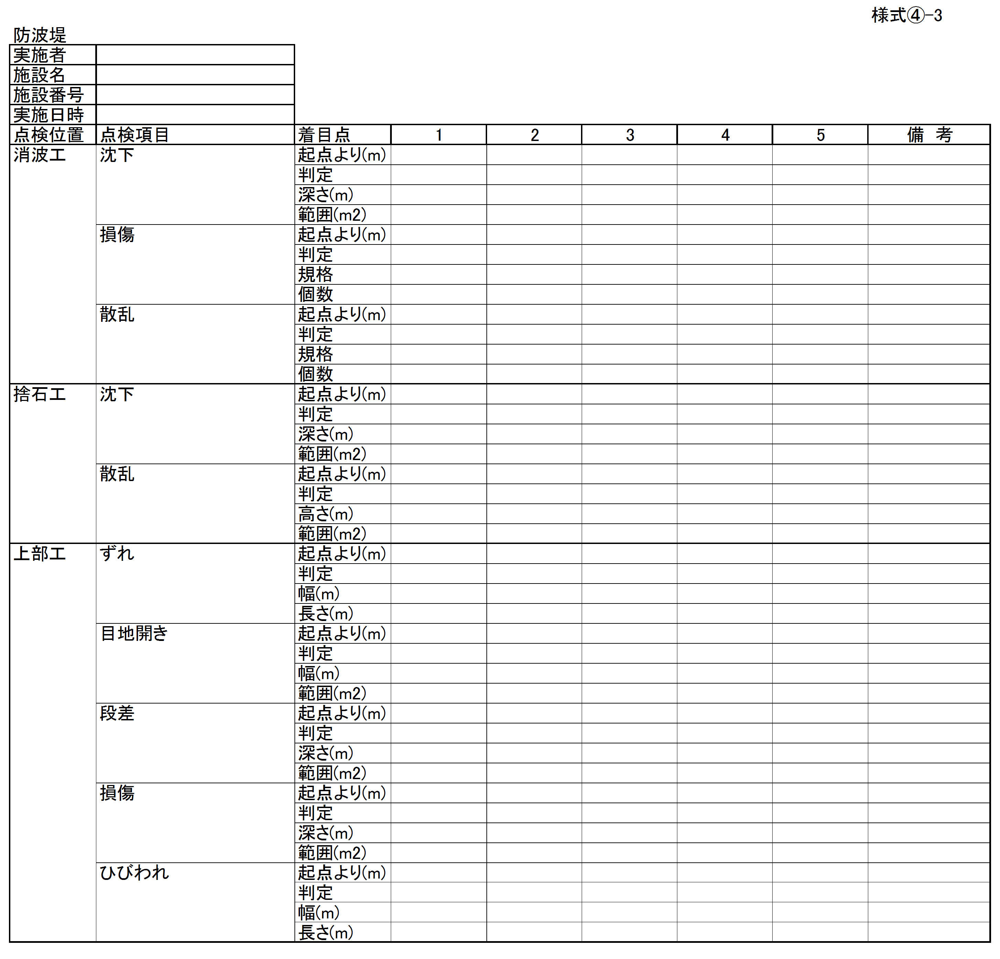 様式④-3
防波堤
実施者
施設名
施設番号
実施日時
点検位置 点検項目 着目点 1 2 3 4 5 備 考
消波工 沈下 起点より(m)
判定
深さ(m)
範囲(m2)
損傷 起点より(m)
判定
規格
個数
散乱 起点より(m)
判定
規格
個数
捨石工 沈下 起点より(m)
判定
深さ(m)
範囲(m2)
散乱 起点より(m)
判定
高さ(m)
範囲(m2)
上部工 ずれ 起点より(m)
判定
幅(m)
長さ(m)
目地開き 起点より(m)
判定
幅(m)
範囲(m2)
段差 起点より(m)
判定
深さ(m)
範囲(m2)
損傷 起点より(m)
判定
深さ(m)
範囲(m2)
ひびわれ 起点より(m)
判定
幅(m)
長さ(m)